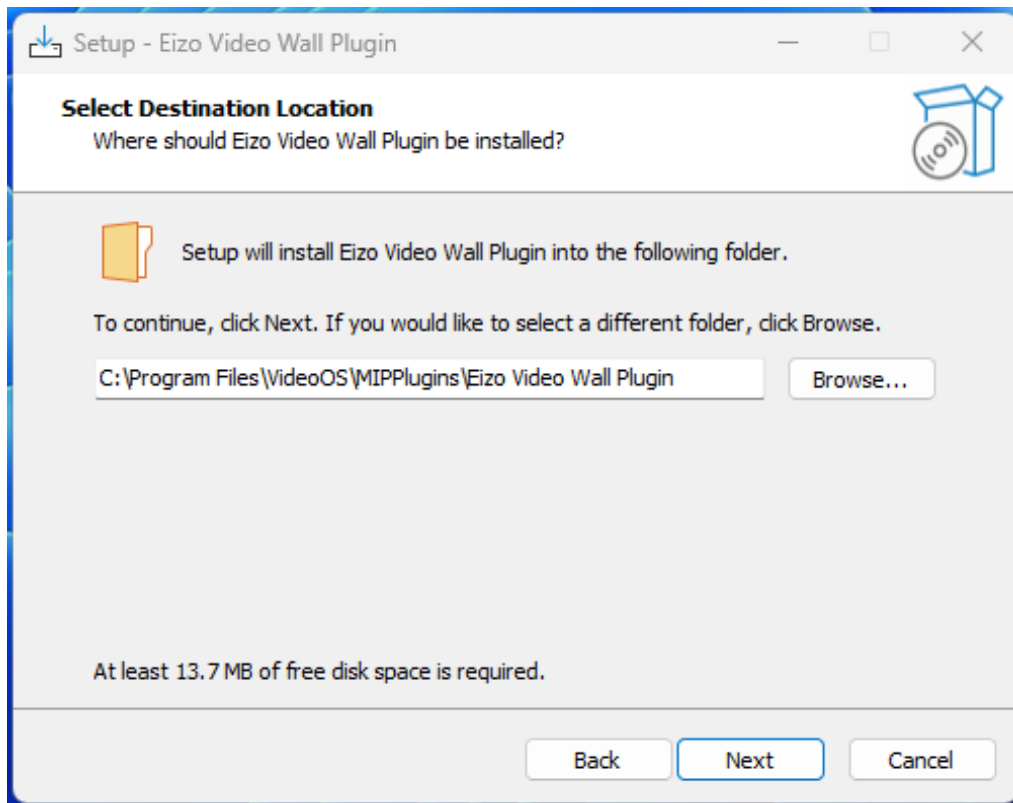 Setup - Eizo Video Wall Plugin
Select Destination Location
Where should Eizo Video Wall Plugin be installed?
Setup will install Eizo Video Wall Plugin into the following folder.
To continue, click Next. If you would like to select a different folder, click Browse.
C:\Program Files\VideoOS\MIPPlugins\Eizo Video Wall Plugin
Browse...
At least 13.7 MB of free disk space is required.
Back
Next
Cancel